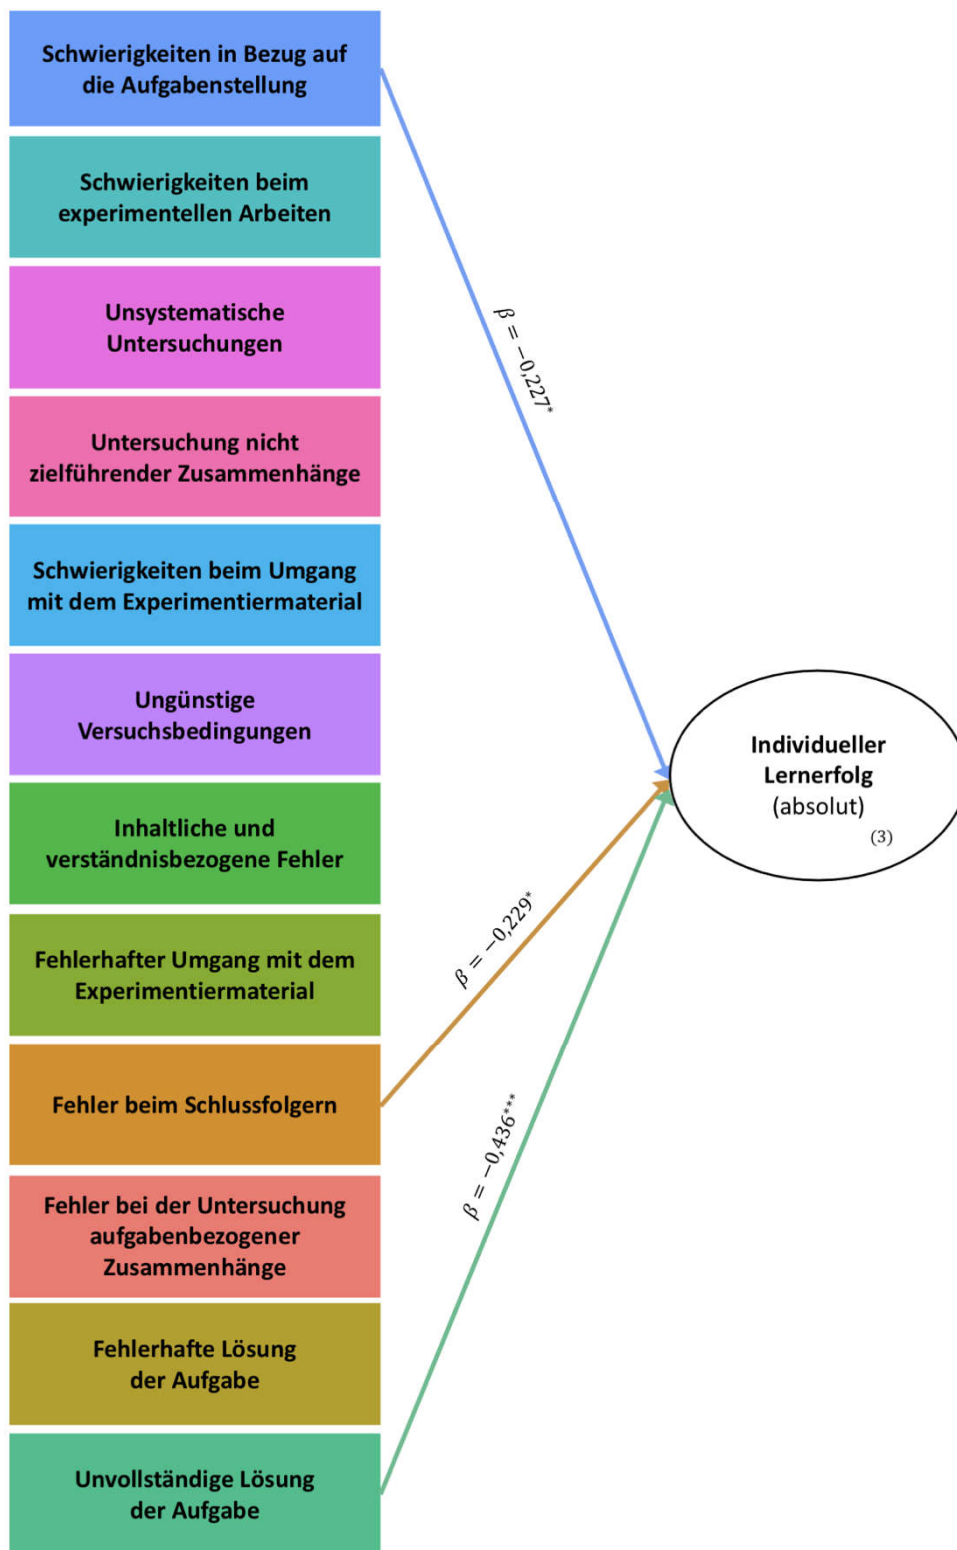 Schwierigkeiten in Bezug auf
die Aufgabenstellung
Schwierigkeiten beim
experimentellen Arbeiten
Unsystematische
Untersuchungen
Untersuchung nicht
zielführender Zusammenhänge
Schwierigkeiten beim Umgang
mit dem Experimentiermaterial
Ungünstige
Versuchsbedingungen
Inhaltliche und
verständnisbezogene Fehler
Fehlerhafter Umgang mit dem
Experimentiermaterial
Fehler beim Schlussfolgern
Fehler bei der Untersuchung
aufgabenbezogener
Zusammenhänge
Fehlerhafte Lösung
der Aufgabe
Unvollständige Lösung
der Aufgabe
β = −0,227*
β = −0,229*
β = −0,436***
Individueller
Lernerfolg
(absolut)
(3)